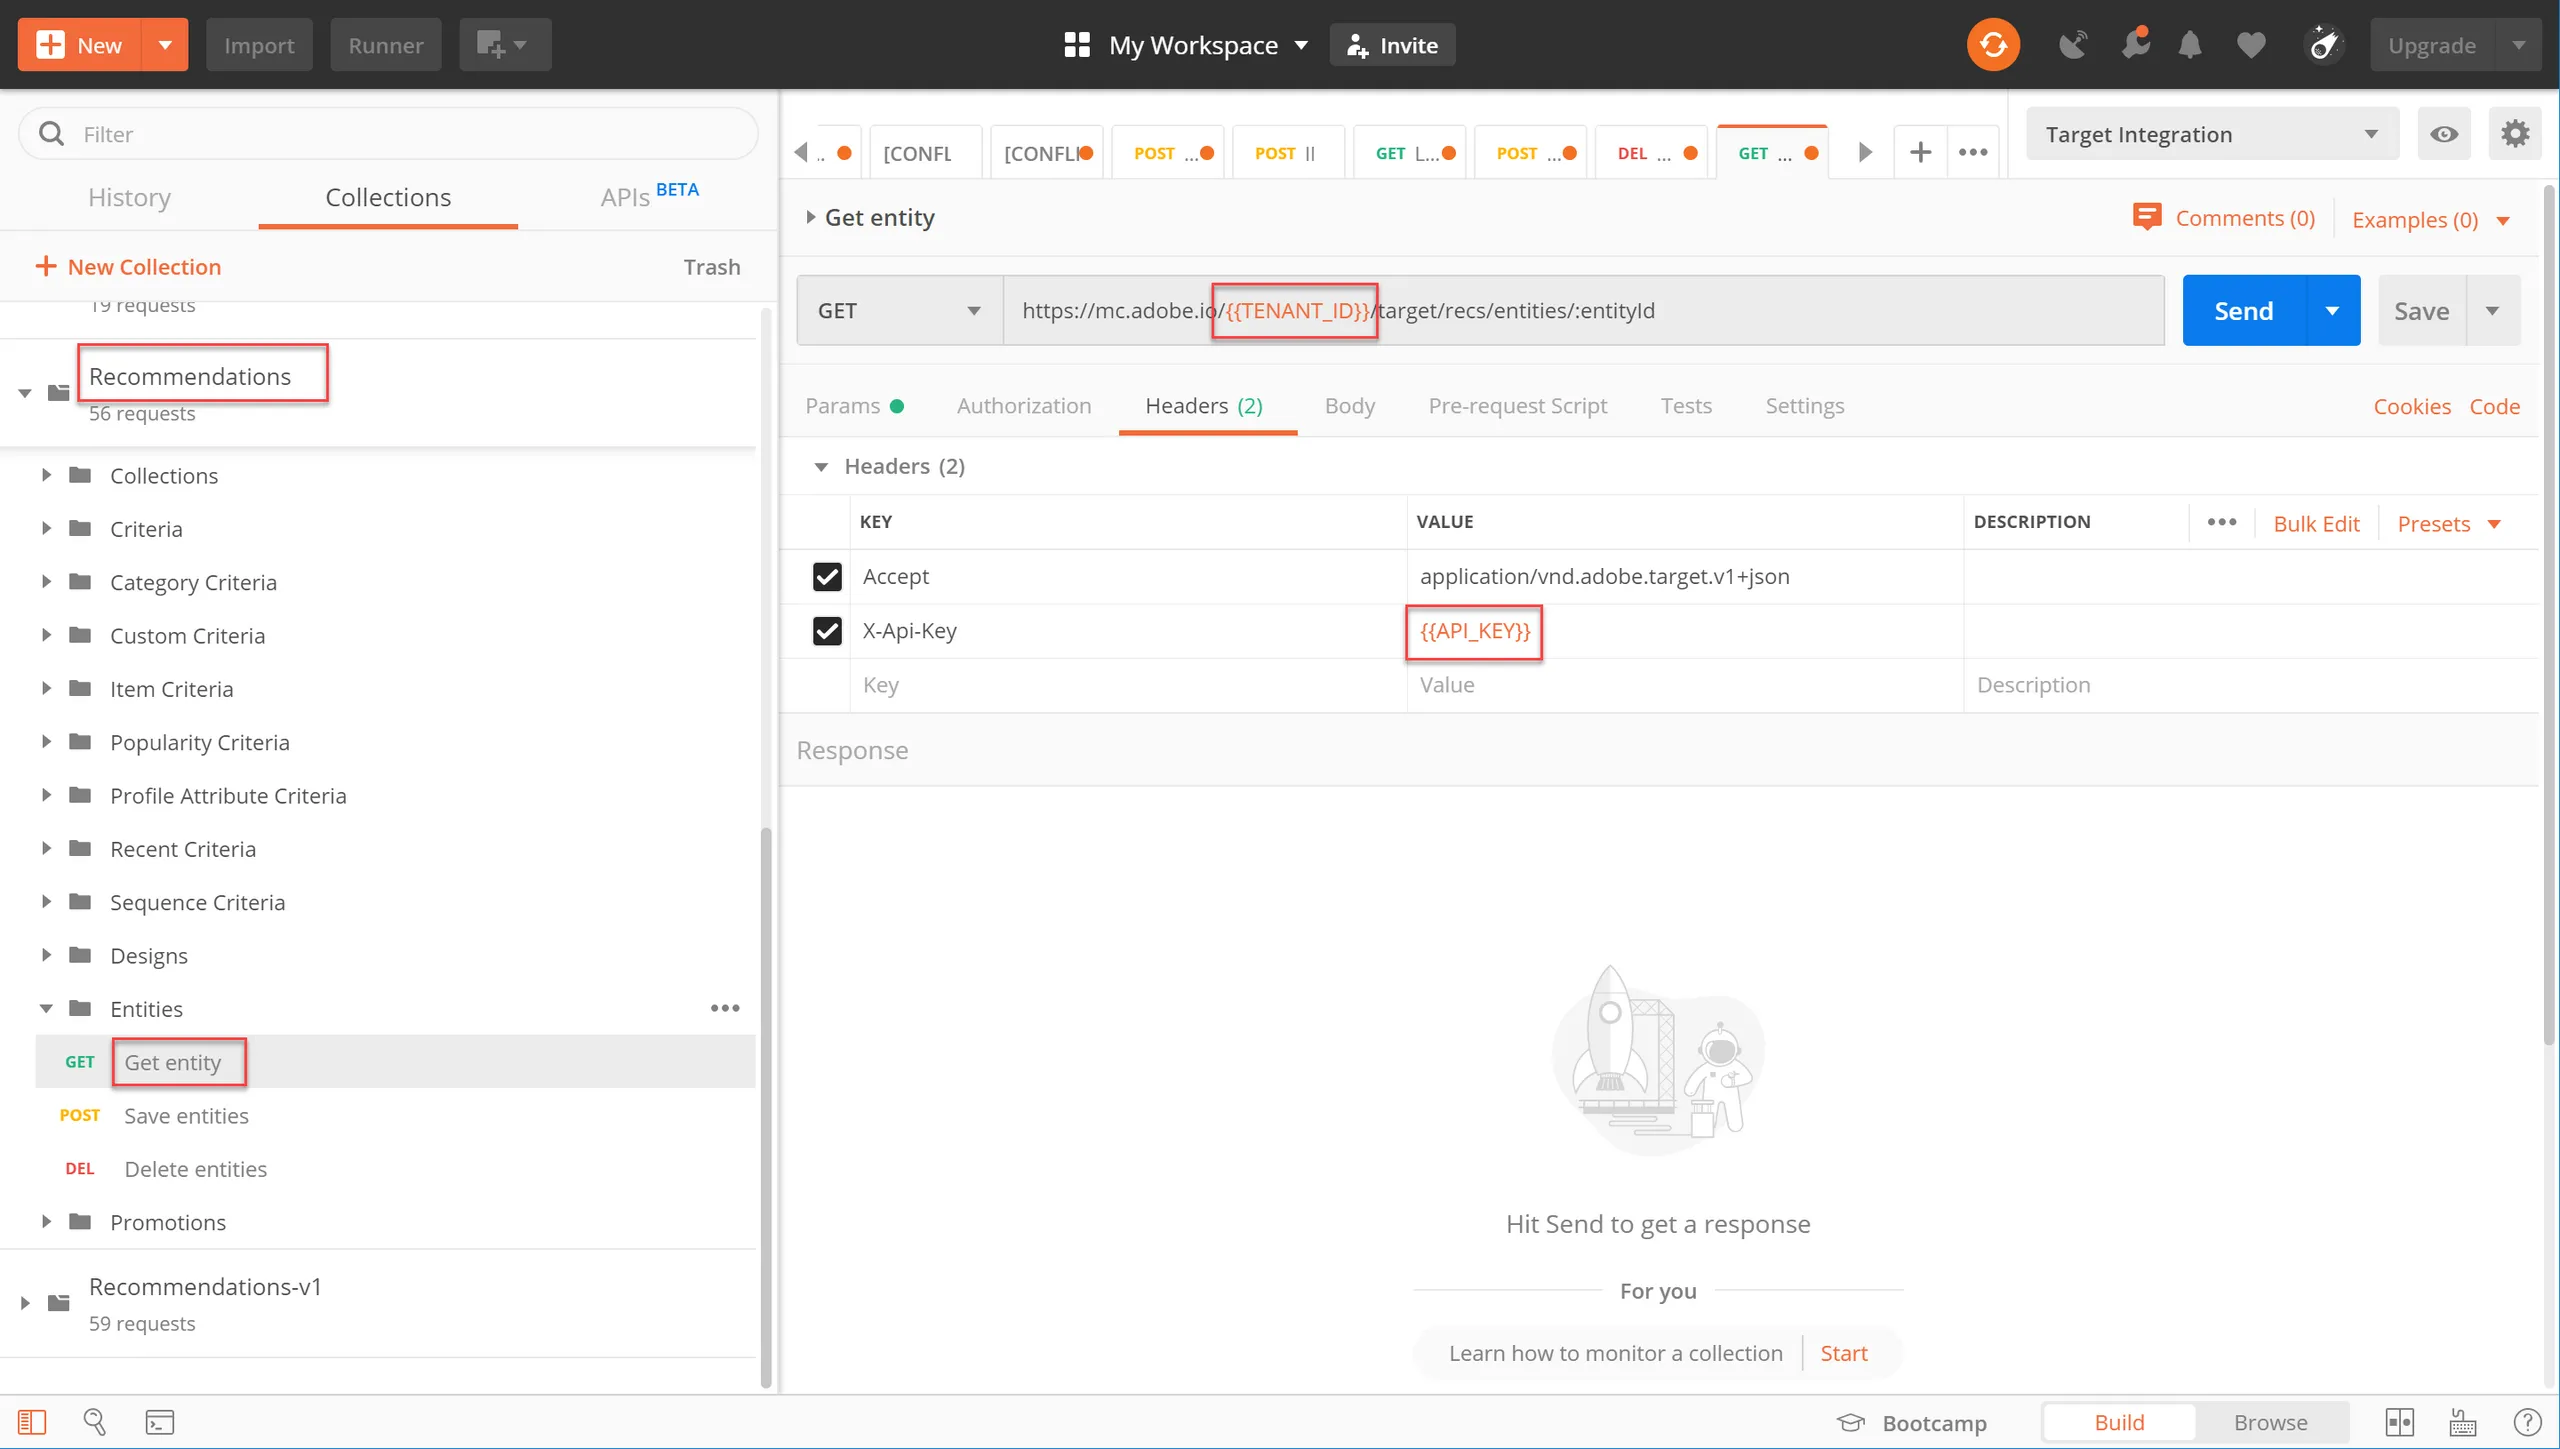 New
Import
Runner
My Workspace
Invite
Upgrade
Filter
History
Collections
APIs BETA
New Collection
Trash
19 requests
Recommendations
56 requests
Collections
Criteria
Category Criteria
Custom Criteria
Item Criteria
Popularity Criteria
Profile Attribute Criteria
Recent Criteria
Sequence Criteria
Designs
Entities
GET Get entity
POST Save entities
DEL Delete entities
Promotions
Recommendations-v1
59 requests
..
[CONFL
[CONFLI
POST ...
POST ||
GET L...
POST ...
DEL ...
GET ...
Target Integration
Get entity
Comments (0)
Examples (0)
GET
https://mc.adobe.io/{{TENANT_ID}}/target/recs/entities/:entityId
Send
Save
Params
Authorization
Headers (2)
Body
Pre-request Script
Tests
Settings
Cookies
Code
Headers (2)
KEY VALUE DESCRIPTION
Bulk Edit
Presets
Accept application/vnd.adobe.target.v1+json
X-Api-Key {{API_KEY}}
Key Value Description
Response
Hit Send to get a response
For you
Learn how to monitor a collection
Start
Bootcamp
Build
Browse